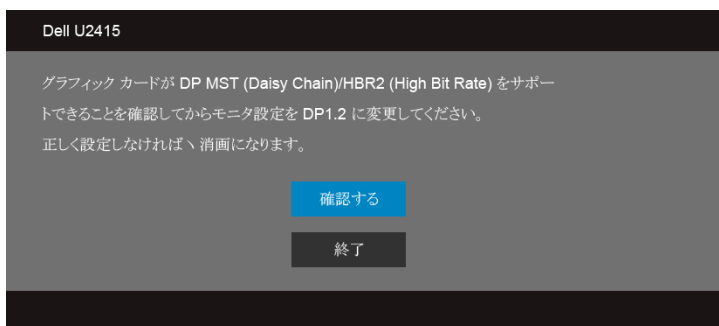 Dell U2415
グラフィック カードが DP MST (Daisy Chain)/HBR2 (High Bit Rate) をサポー
トできることを確認してからモニタ設定を DP1.2 に変更してください。
正しく設定しなければヽ消画になります。
確認する
終了